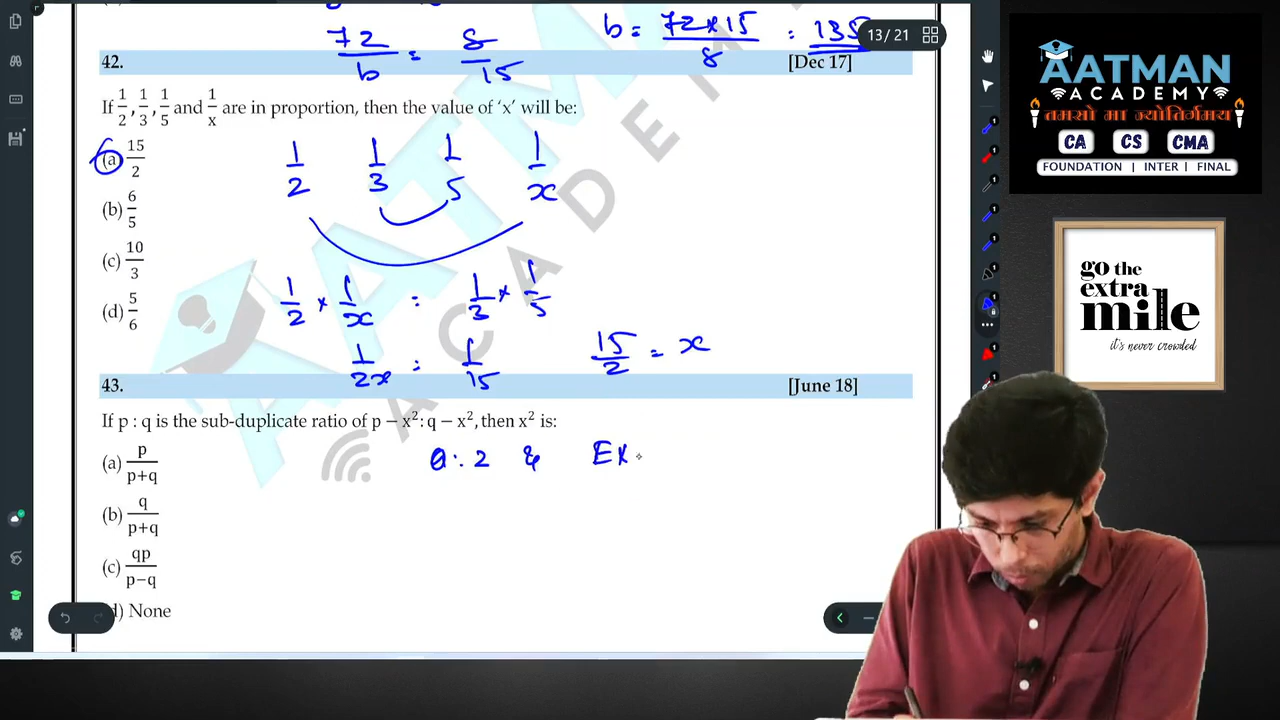 72/b = 8/15
b = 72×15/8 = 135
13/21
42. [Dec 17]
If 1/2, 1/3, 1/5 and 1/x are in proportion, then the value of 'x' will be:
(a) 15/2
(b) 6/5
(c) 10/3
(d) 5/6
1/2 1/3 1/5 1/x
1/2 × 1/x = 1/3 × 1/5
1/2x = 1/15 15/2 = x
43. [June 18]
If p : q is the sub-duplicate ratio of p − x²: q − x², then x² is:
(a) p/p+q
(b) q/p+q
(c) qp/p−q
(d) None
Q. 2 & Ex
AATMAN ACADEMY
AATMAN
ACADEMY
तमसो मा ज्योतिर्गमय
CA CS CMA
FOUNDATION | INTER | FINAL
go the
extra
mile
it's never crowded